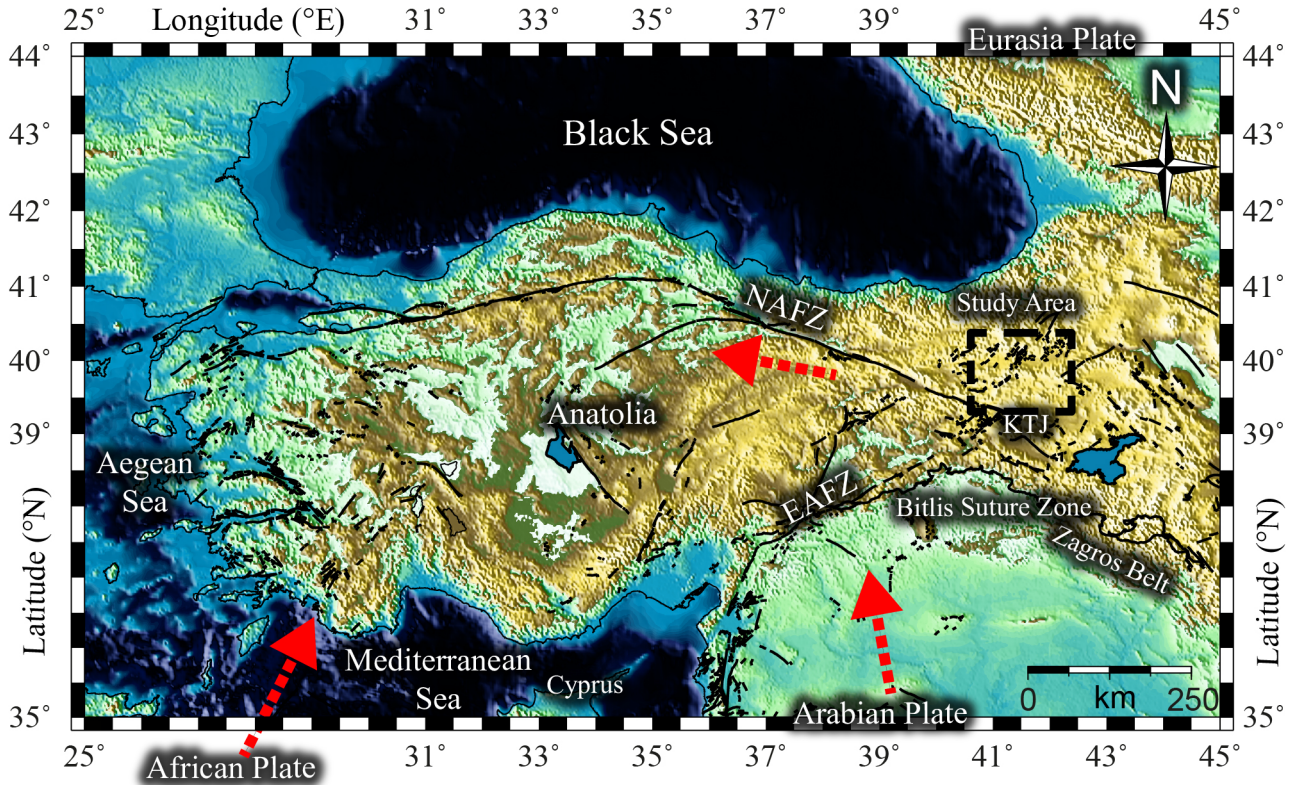 25° Longitude (°E) 31° 33° 35° 37° 39° 45°
Eurasia Plate
44° 44°
N
43° 43°
Black Sea
42° 42°
41° 41°
NAFZ
Study Area
40° 40°
Anatolia
KTJ
39° 39°
Aegean
Sea
EAFZ
Bitlis Suture Zone
Zagros Belt
Latitude (°N)
Latitude (°N)
Mediterranean
Sea
Cyprus
km
0 250
Arabian Plate
35° 35°
25° 31° 33° 35° 37° 39° 41° 43° 45°
African Plate